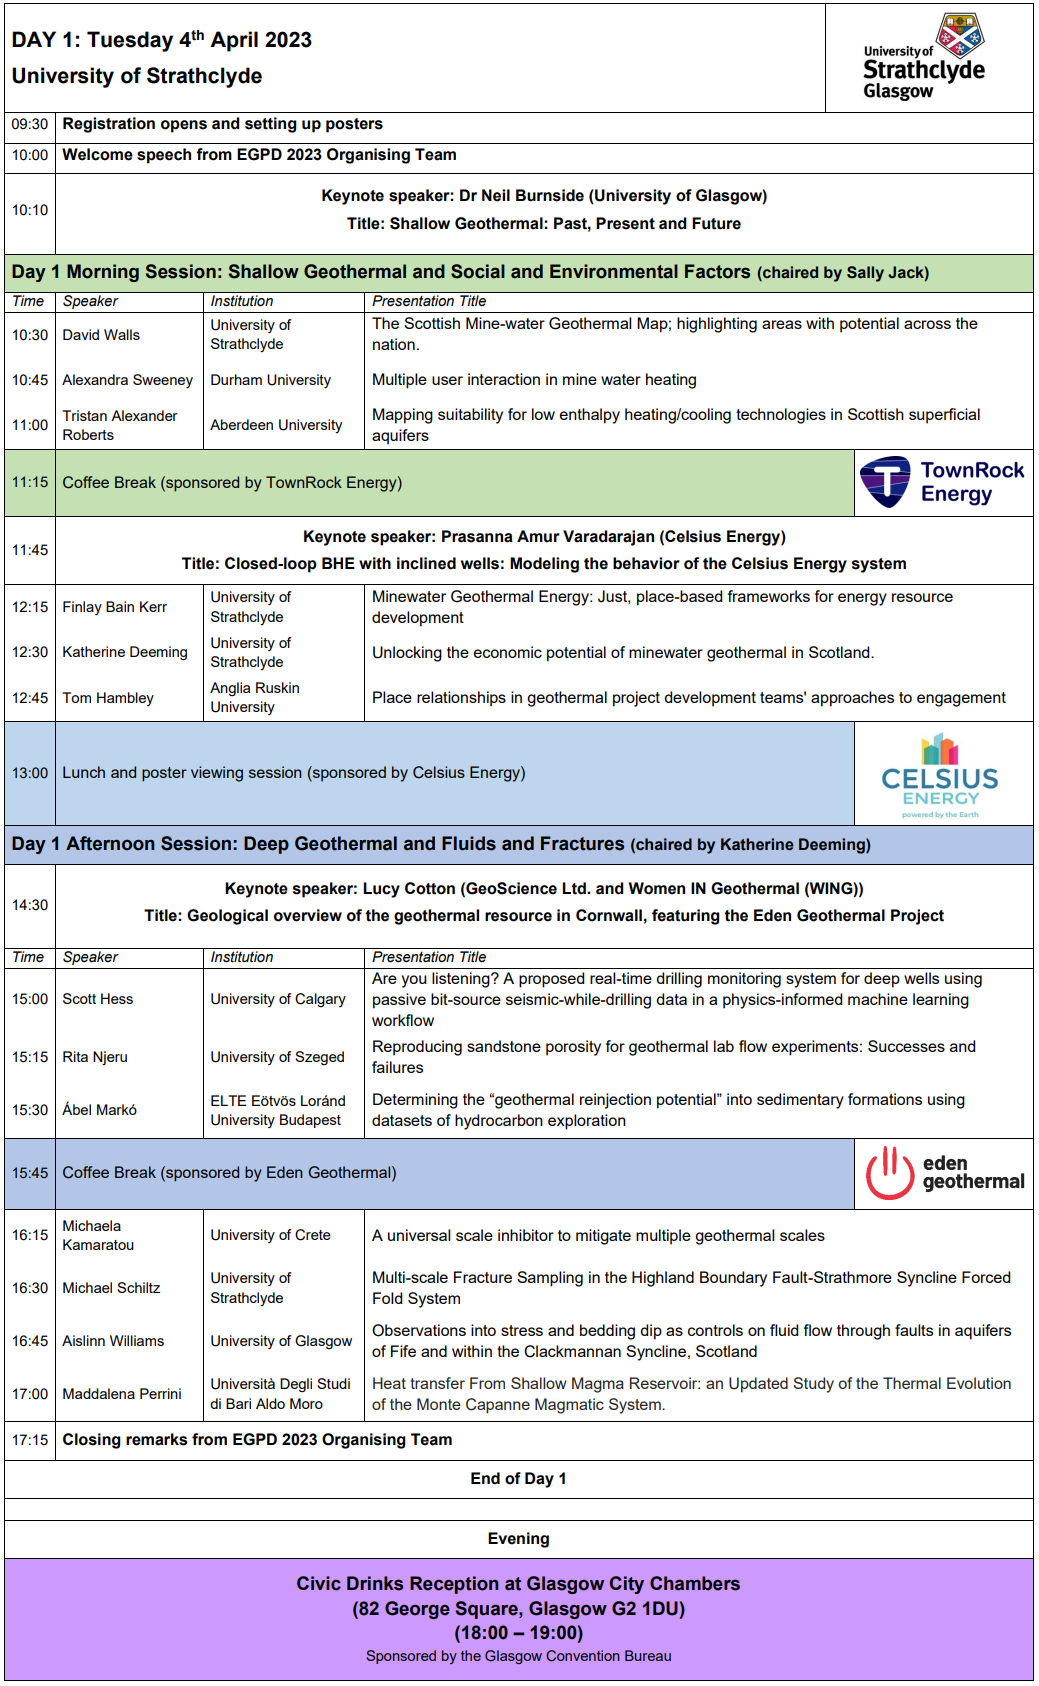 DAY 1: Tuesday 4th April 2023
University of Strathclyde
University of
Strathclyde
Glasgow
09:30 Registration opens and setting up posters
10:00 Welcome speech from EGPD 2023 Organising Team
10:10
Keynote speaker: Dr Neil Burnside (University of Glasgow)
Title: Shallow Geothermal: Past, Present and Future
Day 1 Morning Session: Shallow Geothermal and Social and Environmental Factors (chaired by Sally Jack)
Time Speaker Institution Presentation Title
10:30 David Walls
University of
Strathclyde
The Scottish Mine-water Geothermal Map; highlighting areas with potential across the
nation.
10:45 Alexandra Sweeney Durham University Multiple user interaction in mine water heating
11:00
Tristan Alexander
Roberts
Aberdeen University
Mapping suitability for low enthalpy heating/cooling technologies in Scottish superficial
aquifers
11:15 Coffee Break (sponsored by TownRock Energy)
TownRock
Energy
11:45
Keynote speaker: Prasanna Amur Varadarajan (Celsius Energy)
Title: Closed-loop BHE with inclined wells: Modeling the behavior of the Celsius Energy system
12:15 Finlay Bain Kerr
University of
Strathclyde
Minewater Geothermal Energy: Just, place-based frameworks for energy resource
development
12:30 Katherine Deeming
University of
Strathclyde
Unlocking the economic potential of minewater geothermal in Scotland.
12:45 Tom Hambley
Anglia Ruskin
University
Place relationships in geothermal project development teams' approaches to engagement
13:00 Lunch and poster viewing session (sponsored by Celsius Energy)
CELSIUS
ENERGY
powered by the Earth
Day 1 Afternoon Session: Deep Geothermal and Fluids and Fractures (chaired by Katherine Deeming)
14:30
Keynote speaker: Lucy Cotton (GeoScience Ltd. and Women IN Geothermal (WING))
Title: Geological overview of the geothermal resource in Cornwall, featuring the Eden Geothermal Project
Time Speaker Institution Presentation Title
15:00 Scott Hess University of Calgary
Are you listening? A proposed real-time drilling monitoring system for deep wells using
passive bit-source seismic-while-drilling data in a physics-informed machine learning
workflow
15:15 Rita Njeru University of Szeged
Reproducing sandstone porosity for geothermal lab flow experiments: Successes and
failures
15:30 Ábel Markó
ELTE Eötvös Loránd
University Budapest
Determining the “geothermal reinjection potential” into sedimentary formations using
datasets of hydrocarbon exploration
15:45 Coffee Break (sponsored by Eden Geothermal)
eden
geothermal
16:15
Michaela
Kamaratou
University of Crete
A universal scale inhibitor to mitigate multiple geothermal scales
16:30 Michael Schiltz
University of
Strathclyde
Multi-scale Fracture Sampling in the Highland Boundary Fault-Strathmore Syncline Forced
Fold System
16:45 Aislinn Williams University of Glasgow
Observations into stress and bedding dip as controls on fluid flow through faults in aquifers
of Fife and within the Clackmannan Syncline, Scotland
17:00 Maddalena Perrini
Università Degli Studi
di Bari Aldo Moro
Heat transfer From Shallow Magma Reservoir: an Updated Study of the Thermal Evolution
of the Monte Capanne Magmatic System.
17:15 Closing remarks from EGPD 2023 Organising Team
End of Day 1
Evening
Civic Drinks Reception at Glasgow City Chambers
(82 George Square, Glasgow G2 1DU)
(18:00 – 19:00)
Sponsored by the Glasgow Convention Bureau